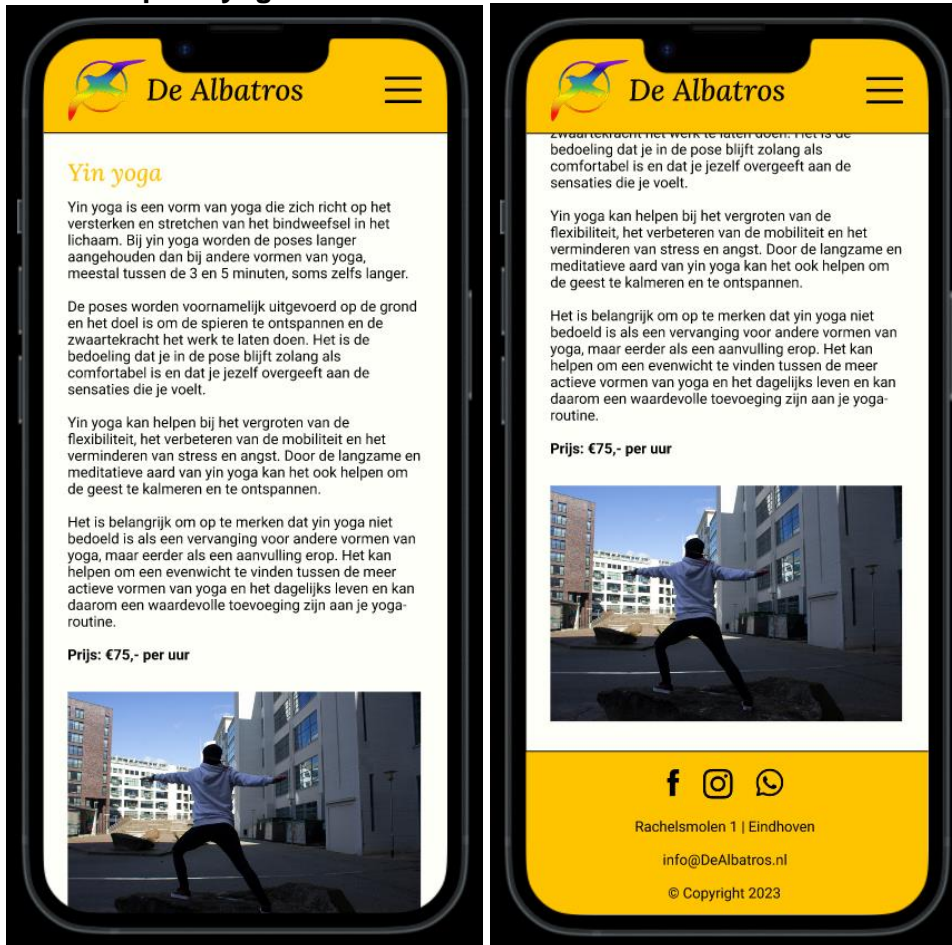 De Albatros
Yin yoga
Yin yoga is een vorm van yoga die zich richt op het
versterken en stretchen van het bindweefsel in het
lichaam. Bij yin yoga worden de poses langer
aangehouden dan bij andere vormen van yoga,
meestal tussen de 3 en 5 minuten, soms zelfs langer.
De poses worden voornamelijk uitgevoerd op de grond
en het doel is om de spieren te ontspannen en de
zwaartekracht het werk te laten doen. Het is de
bedoeling dat je in de pose blijft zolang als
comfortabel is en dat je jezelf overgeeft aan de
sensaties die je voelt.
Yin yoga kan helpen bij het vergroten van de
flexibiliteit, het verbeteren van de mobiliteit en het
verminderen van stress en angst. Door de langzame en
meditatieve aard van yin yoga kan het ook helpen om
de geest te kalmeren en te ontspannen.
Het is belangrijk om op te merken dat yin yoga niet
bedoeld is als een vervanging voor andere vormen van
yoga, maar eerder als een aanvulling erop. Het kan
helpen om een evenwicht te vinden tussen de meer
actieve vormen van yoga en het dagelijks leven en kan
daarom een waardevolle toevoeging zijn aan je yoga-
routine.
Prijs: €75,- per uur
De Albatros
zwaartekracht het werk te laten doen. Het is de
bedoeling dat je in de pose blijft zolang als
comfortabel is en dat je jezelf overgeeft aan de
sensaties die je voelt.
Yin yoga kan helpen bij het vergroten van de
flexibiliteit, het verbeteren van de mobiliteit en het
verminderen van stress en angst. Door de langzame en
meditatieve aard van yin yoga kan het ook helpen om
de geest te kalmeren en te ontspannen.
Het is belangrijk om op te merken dat yin yoga niet
bedoeld is als een vervanging voor andere vormen van
yoga, maar eerder als een aanvulling erop. Het kan
helpen om een evenwicht te vinden tussen de meer
actieve vormen van yoga en het dagelijks leven en kan
daarom een waardevolle toevoeging zijn aan je yoga-
routine.
Prijs: €75,- per uur
Rachelsmolen 1 | Eindhoven
info@DeAlbatros.nl
© Copyright 2023